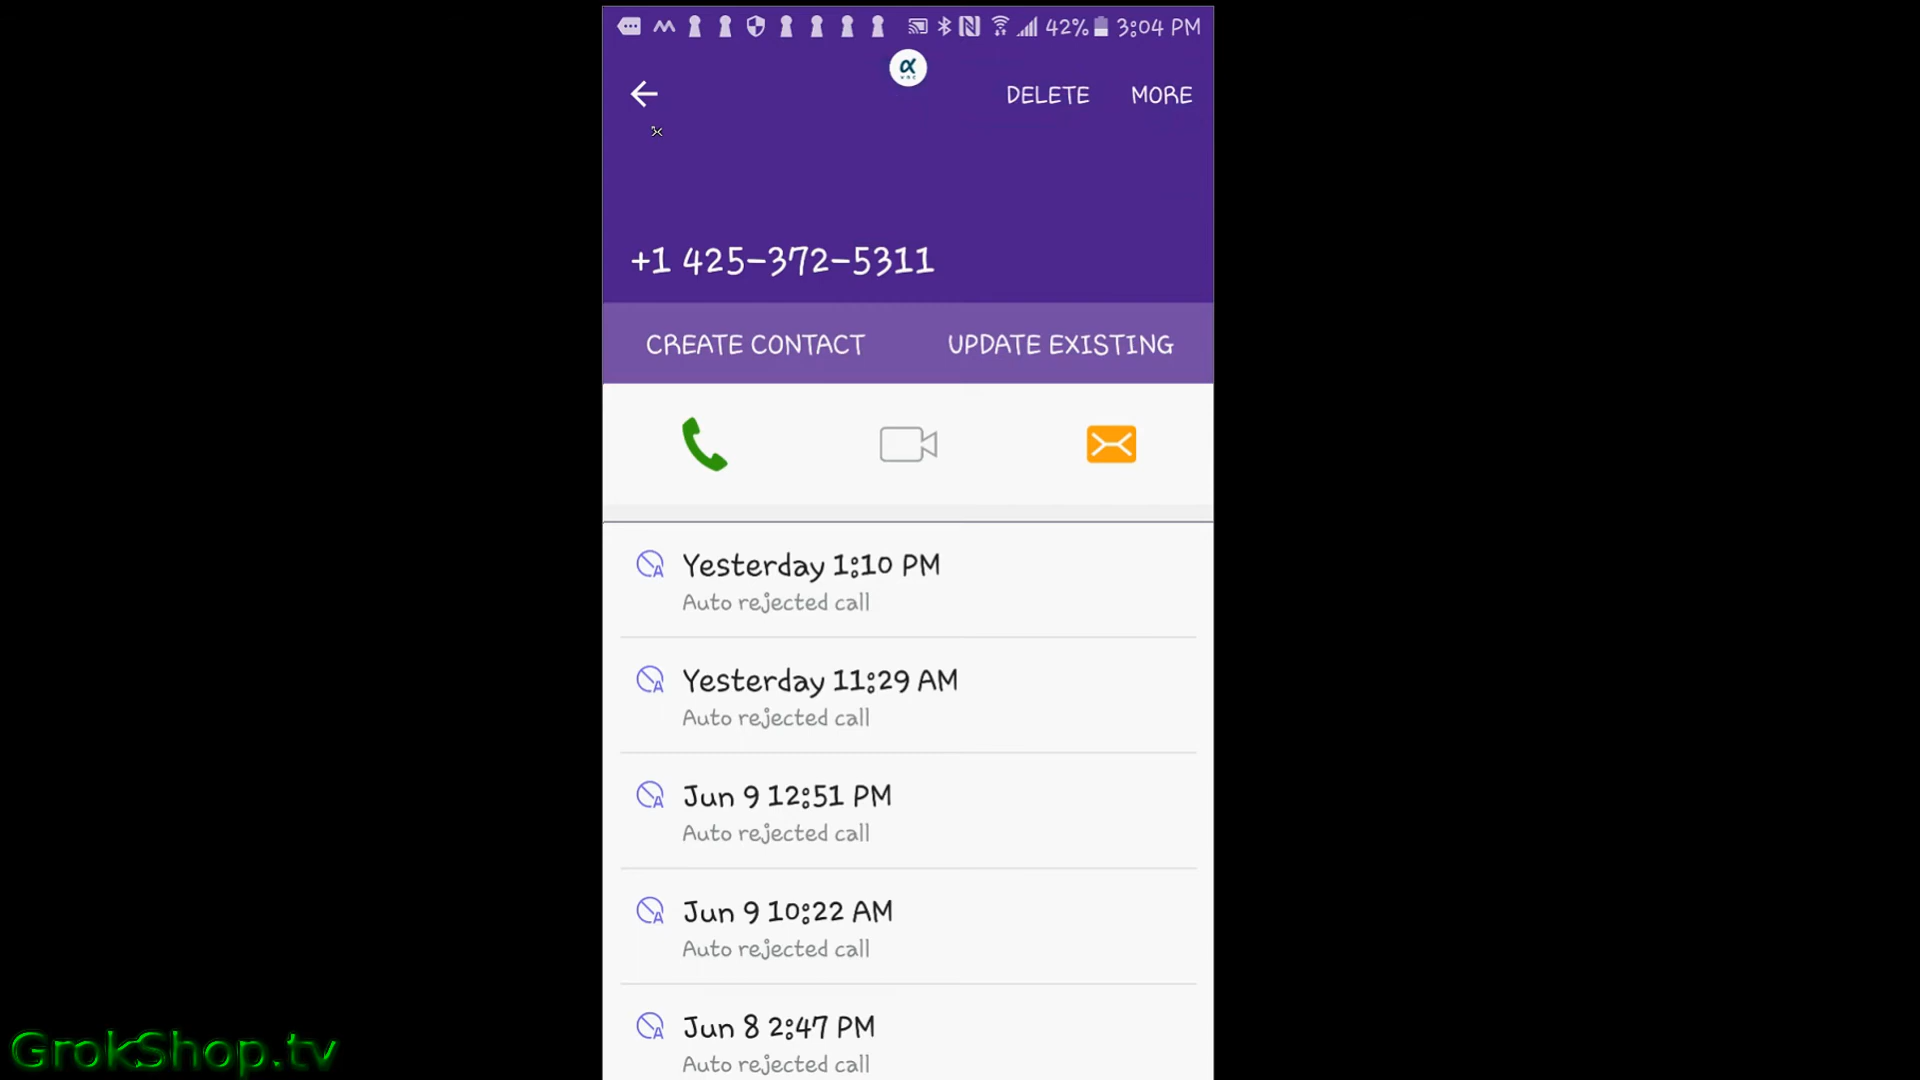 42% 3:04 PM
α
vnc
DELETE MORE
+1 425-372-5311
CREATE CONTACT UPDATE EXISTING
Yesterday 1:10 PM
Auto rejected call
Yesterday 11:29 AM
Auto rejected call
Jun 9 12:51 PM
Auto rejected call
Jun 9 10:22 AM
Auto rejected call
Jun 8 2:47 PM
Auto rejected call
GrokShop.tv